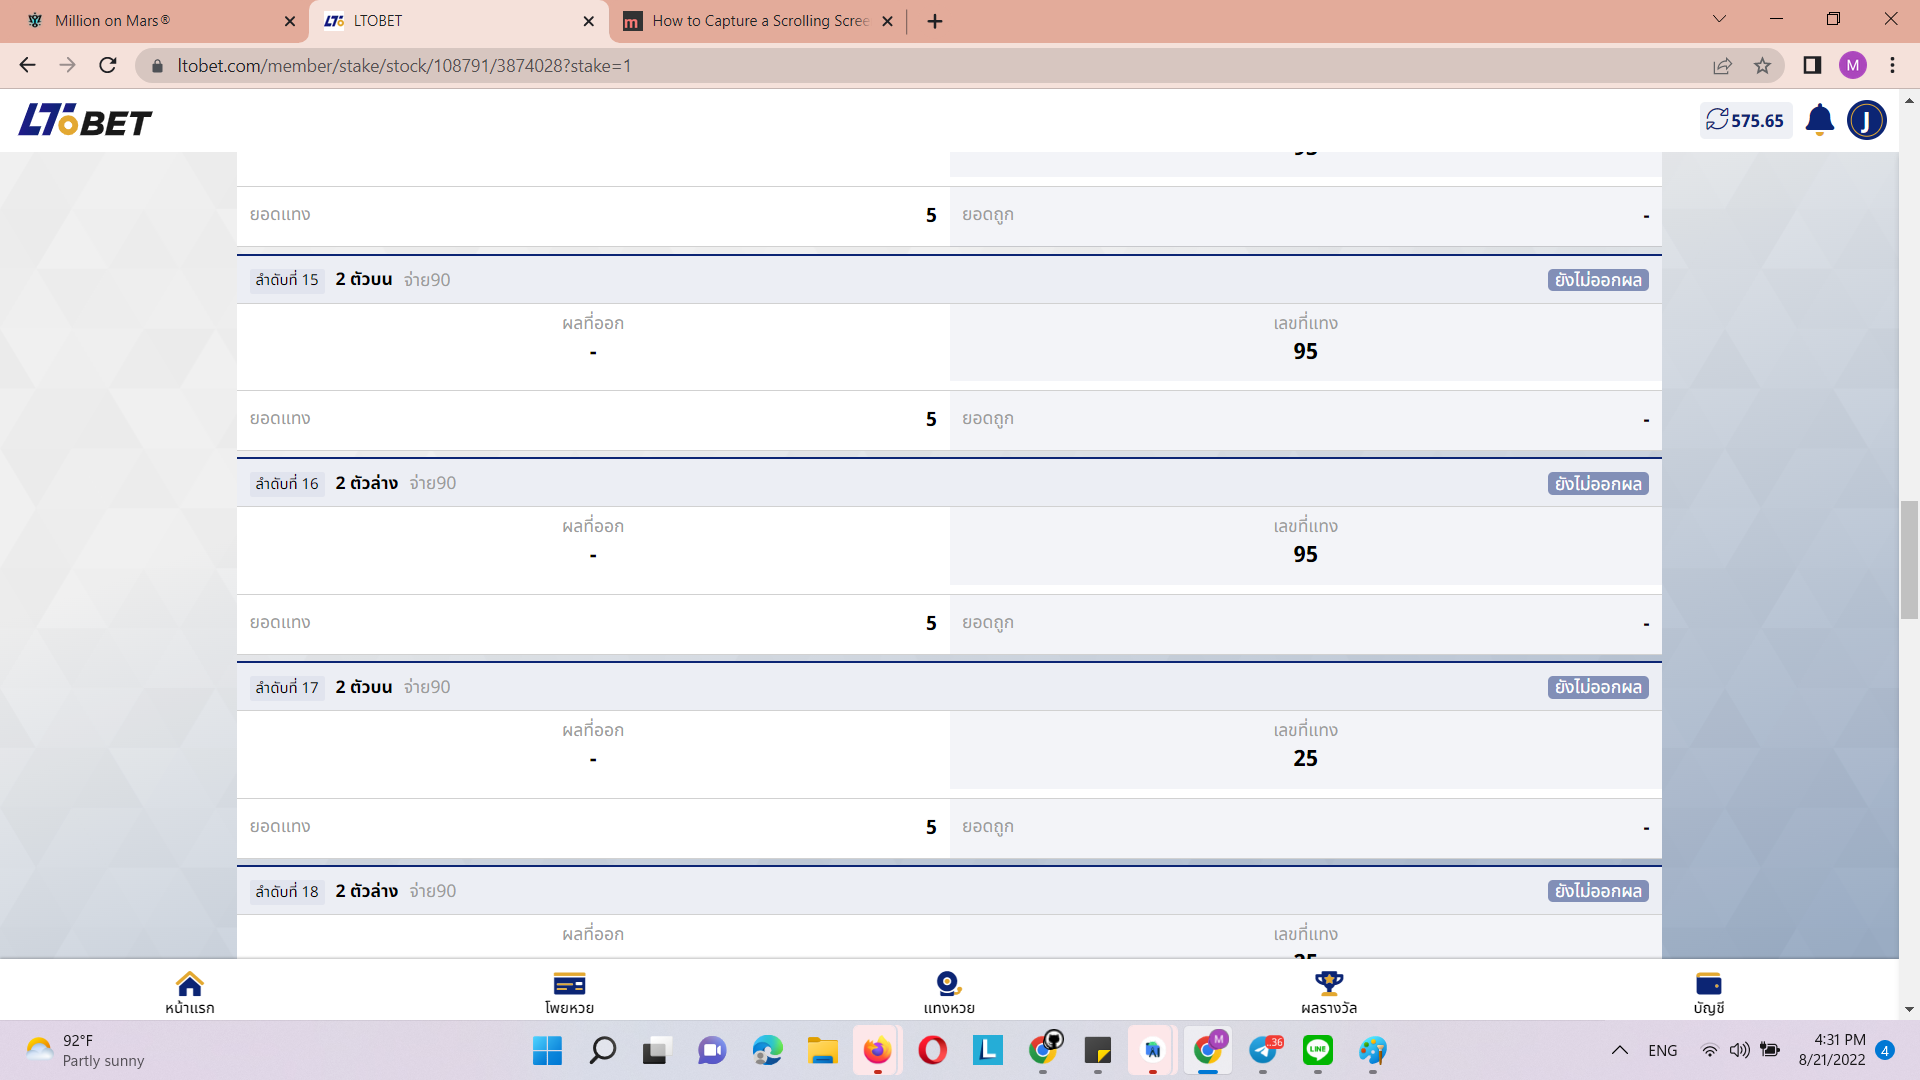 Million on Mars®
LTOBET
How to Capture a Scrolling Scree
ltobet.com/member/stake/stock/108791/3874028?stake=1
M
LTOBET
575.65
J
ยอดแทง 5 ยอดถูก -
ลำดับที่ 15 2 ตัวบน จ่าย90 ยังไม่ออกผล
ผลที่ออก เลขที่แทง
- 95
ยอดแทง 5 ยอดถูก -
ลำดับที่ 16 2 ตัวล่าง จ่าย90 ยังไม่ออกผล
ผลที่ออก เลขที่แทง
- 95
ยอดแทง 5 ยอดถูก -
ลำดับที่ 17 2 ตัวบน จ่าย90 ยังไม่ออกผล
ผลที่ออก เลขที่แทง
- 25
ยอดแทง 5 ยอดถูก -
ลำดับที่ 18 2 ตัวล่าง จ่าย90 ยังไม่ออกผล
ผลที่ออก เลขที่แทง
หน้าแรก โพยหวย แทงหวย ผลรางวัล บัญชี
92°F
Partly sunny
ENG
4:31 PM
8/21/2022
4